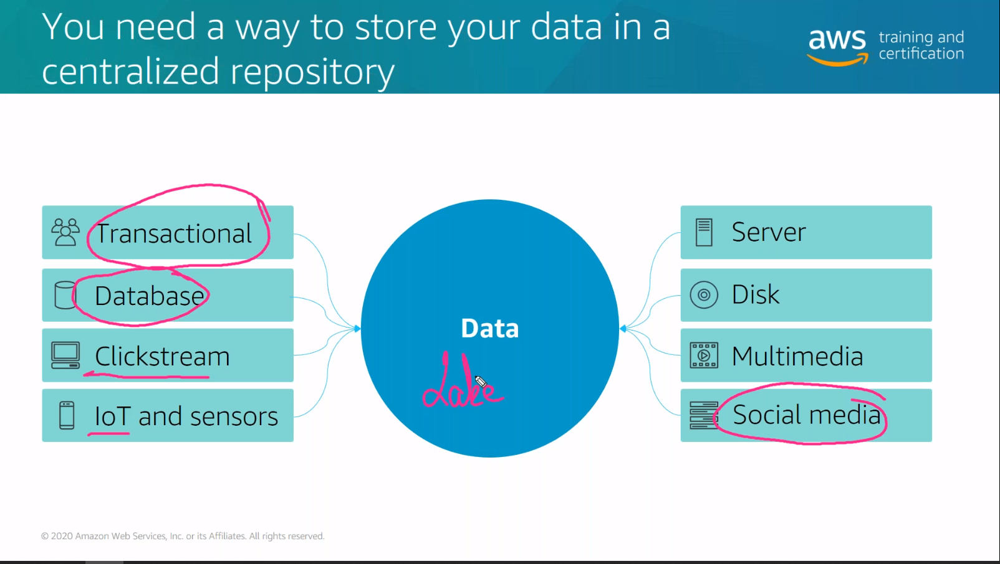 You need a way to store your data in a
centralized repository
aws training and
certification
Transactional
Database
Clickstream
IoT and sensors
Data
Lake
Server
Disk
Multimedia
Social media
© 2020 Amazon Web Services, Inc. or its Affiliates. All rights reserved.